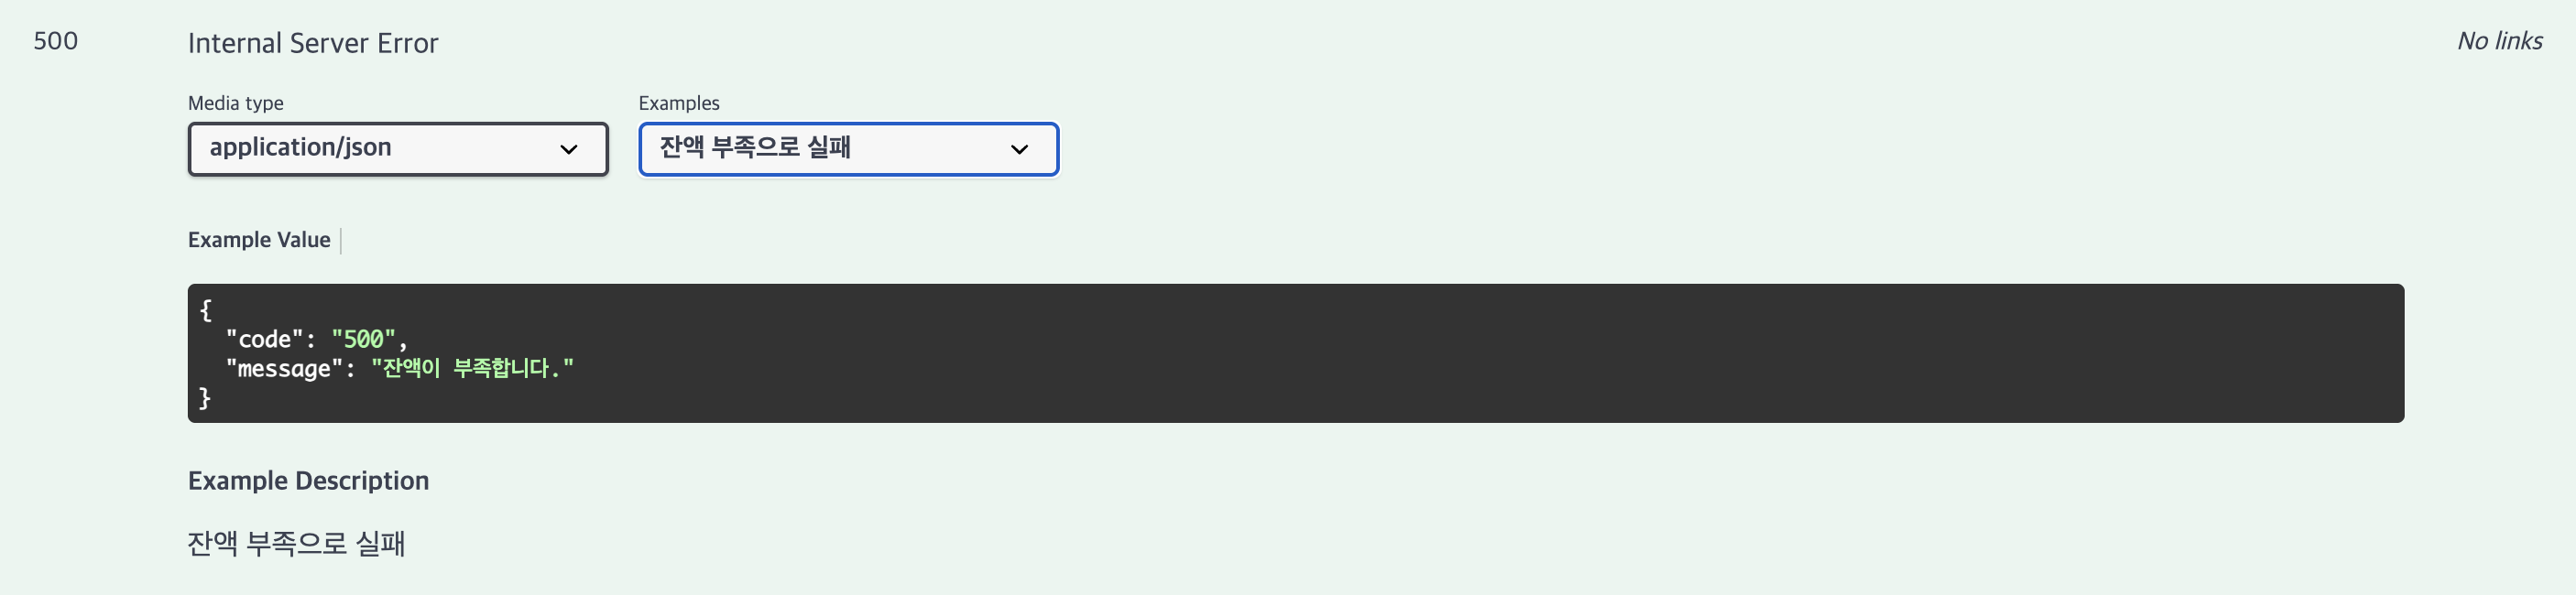 500 Internal Server Error No links
Media type Examples
application/json 잔액 부족으로 실패
Example Value
{
"code": "500",
"message": "잔액이 부족합니다."
}
Example Description
잔액 부족으로 실패